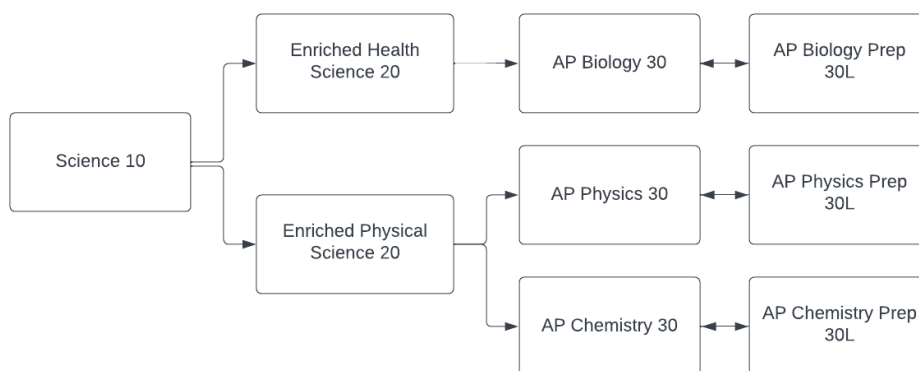 Enriched Health
Science 20
AP Biology 30
AP Biology Prep
30L
Science 10
Enriched Physical
Science 20
AP Physics 30
AP Physics Prep
30L
AP Chemistry 30
AP Chemistry Prep
30L